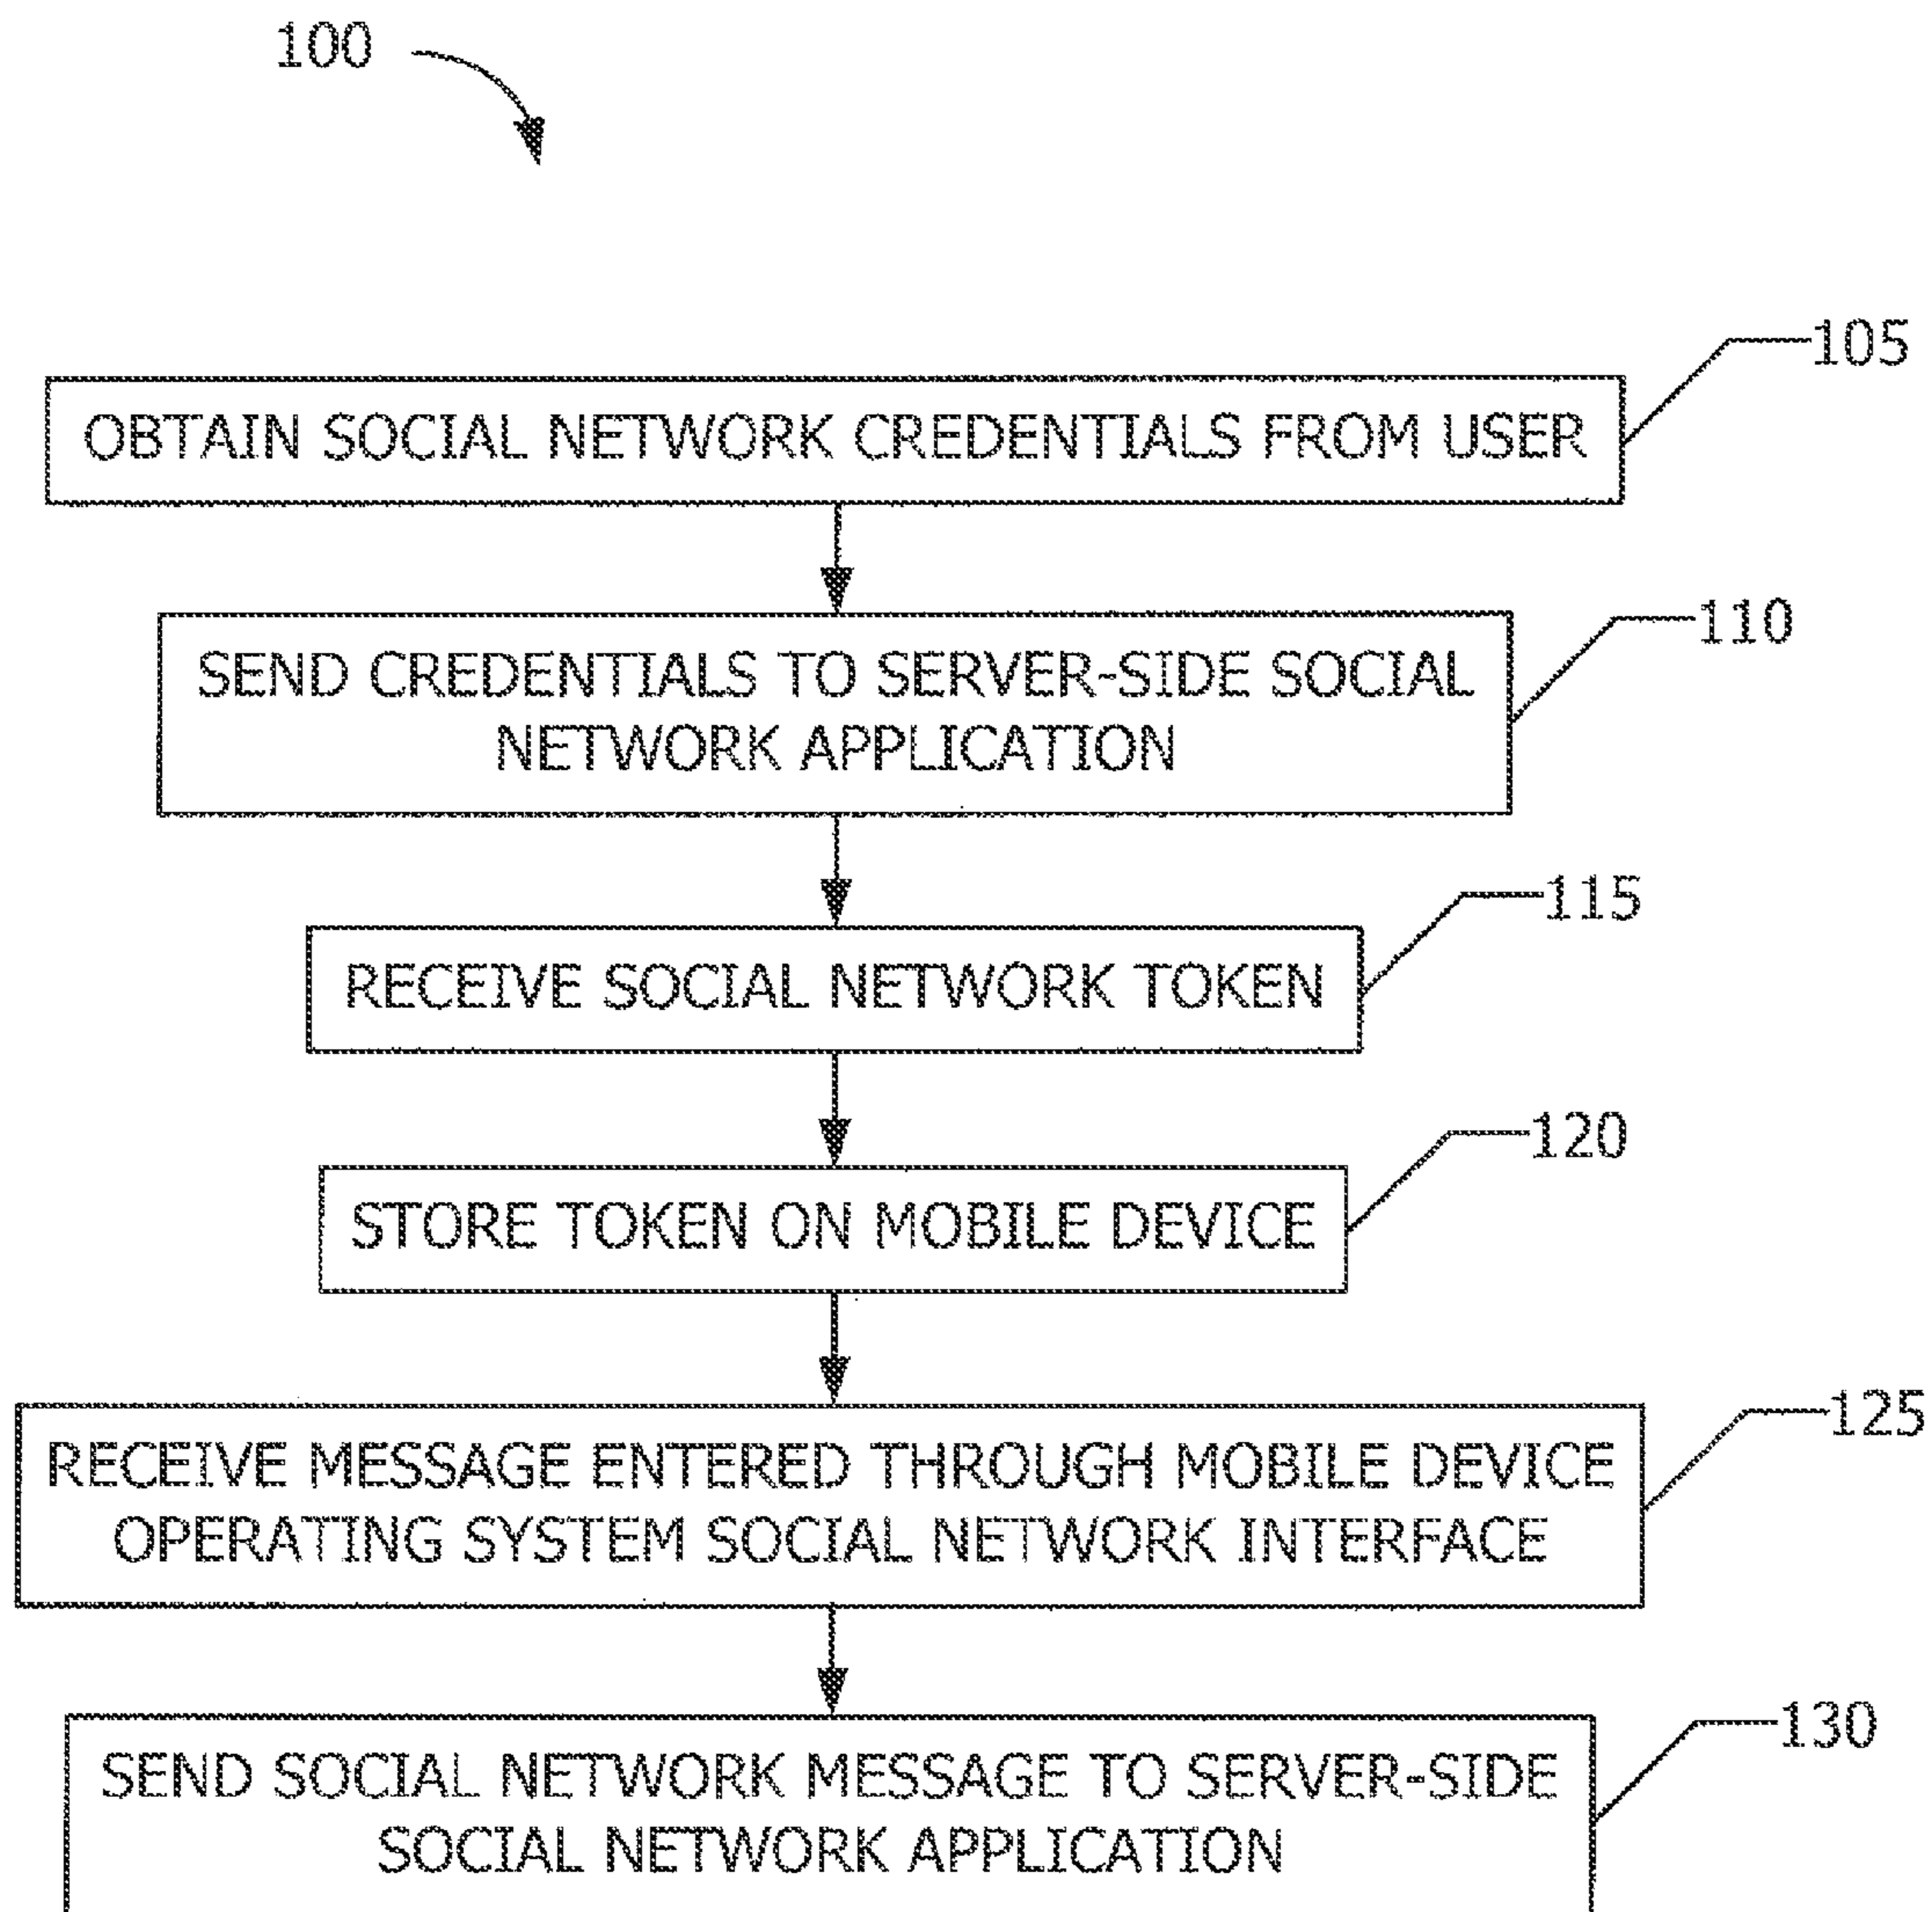 100
105
OBTAIN SOCIAL NETWORK CREDENTIALS FROM USER
110
SEND CREDENTIALS TO SERVER-SIDE SOCIAL
NETWORK APPLICATION
115
RECEIVE SOCIAL NETWORK TOKEN
120
STORE TOKEN ON MOBILE DEVICE
125
RECEIVE MESSAGE ENTERED THROUGH MOBILE DEVICE
OPERATING SYSTEM SOCIAL NETWORK INTERFACE
130
SEND SOCIAL NETWORK MESSAGE TO SERVER-SIDE
SOCIAL NETWORK APPLICATION